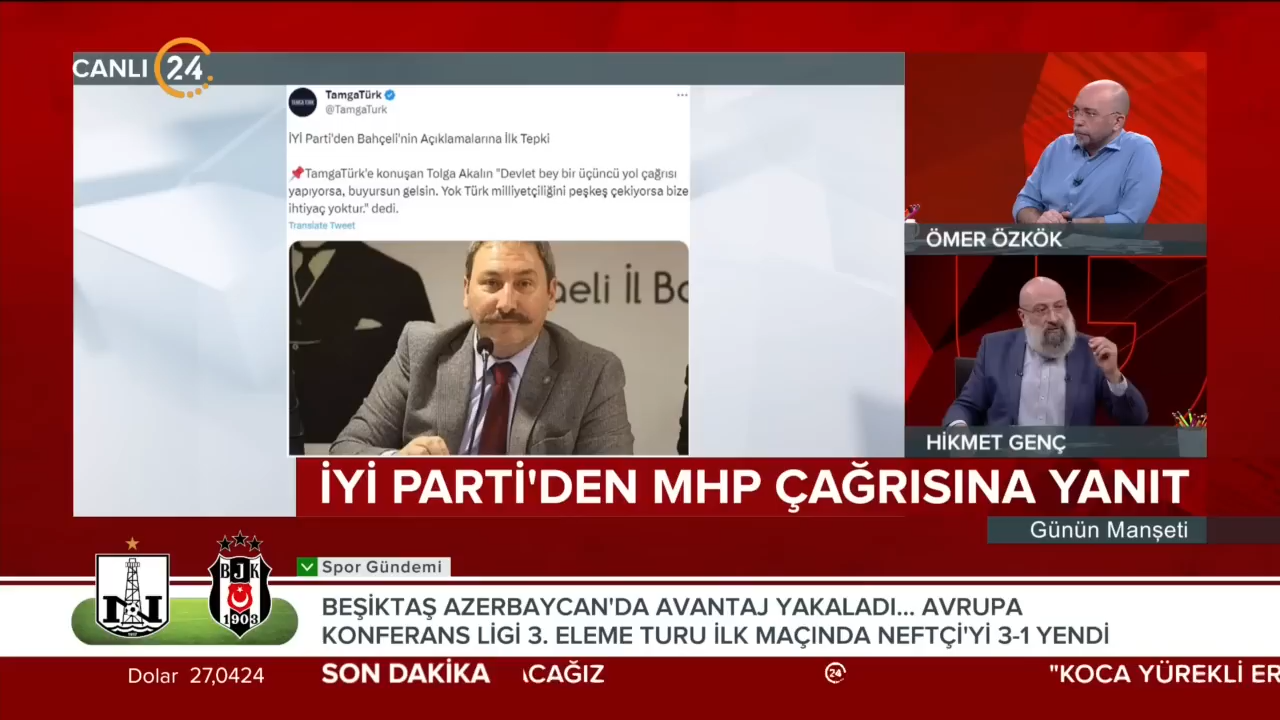 CANLI 24
TamgaTürk
@TamgaTurk
İYİ Parti'den Bahçeli'nin Açıklamalarına İlk Tepki
📌TamgaTürk'e konuşan Tolga Akalın "Devlet bey bir üçüncü yol çağrısı
yapıyorsa, buyursun gelsin. Yok Türk milliyetçiliğini peşkeş çekiyorsa bize
ihtiyaç yoktur." dedi.
Translate Tweet
aeli İl Ba
ÖMER ÖZKÖK
HİKMET GENÇ
İYİ PARTİ'DEN MHP ÇAĞRISINA YANIT
Günün Manşeti
Spor Gündemi
N
BJK
1903
BEŞİKTAŞ AZERBAYCAN'DA AVANTAJ YAKALADI... AVRUPA
KONFERANS LİGİ 3. ELEME TURU İLK MAÇINDA NEFTÇİ'Yİ 3-1 YENDİ
Dolar 27,0424
SON DAKİKA
CAĞIZ
24
"KOCA YÜREKLİ ER